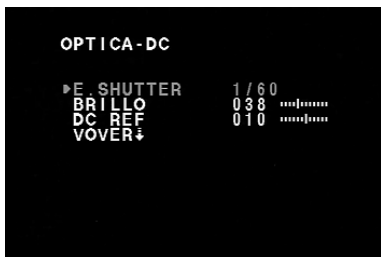 OPTICA-DC
E.SHUTTER 1/60
BRILLO 038
DC REF 010
VOVER